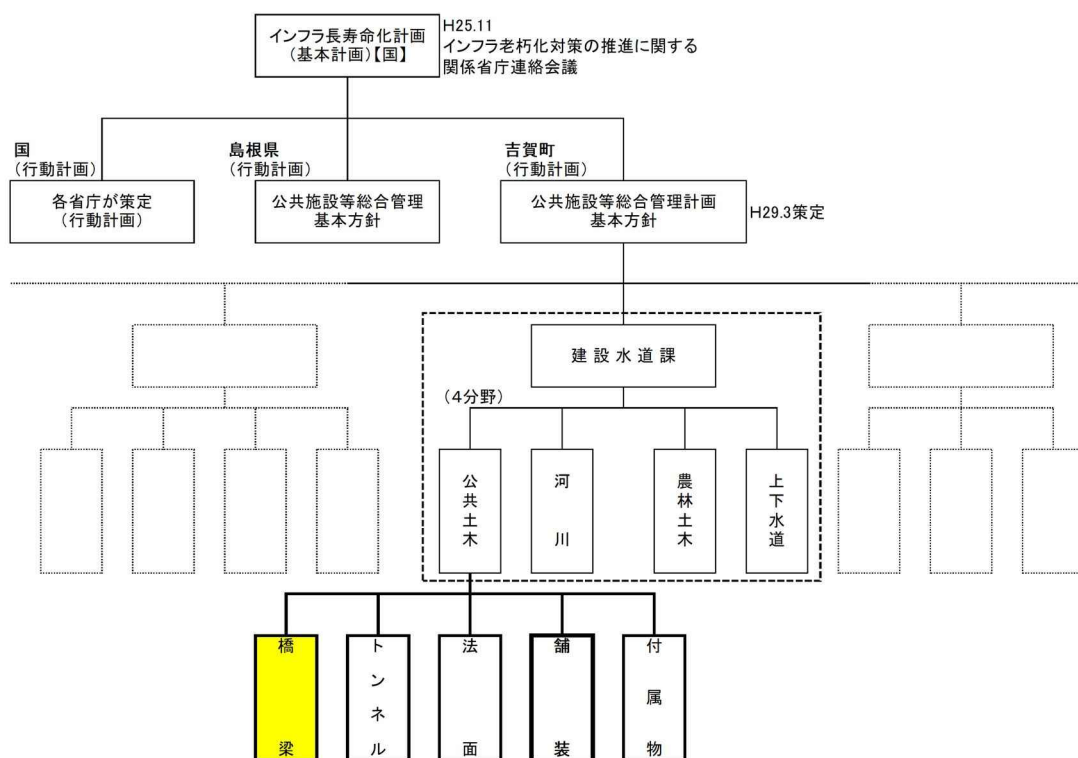 インフラ長寿命化計画
(基本計画)【国】
H25.11
インフラ老朽化対策の推進に関する
関係省庁連絡会議
国
(行動計画)
各省庁が策定
(行動計画)
島根県
(行動計画)
公共施設等総合管理
基本方針
吉賀町
(行動計画)
公共施設等総合管理計画
基本方針
H29.3策定
建設水道課
(4分野)
公共土木
河川
農林土木
上下水道
橋梁
トンネル
法面
舗装
付属物